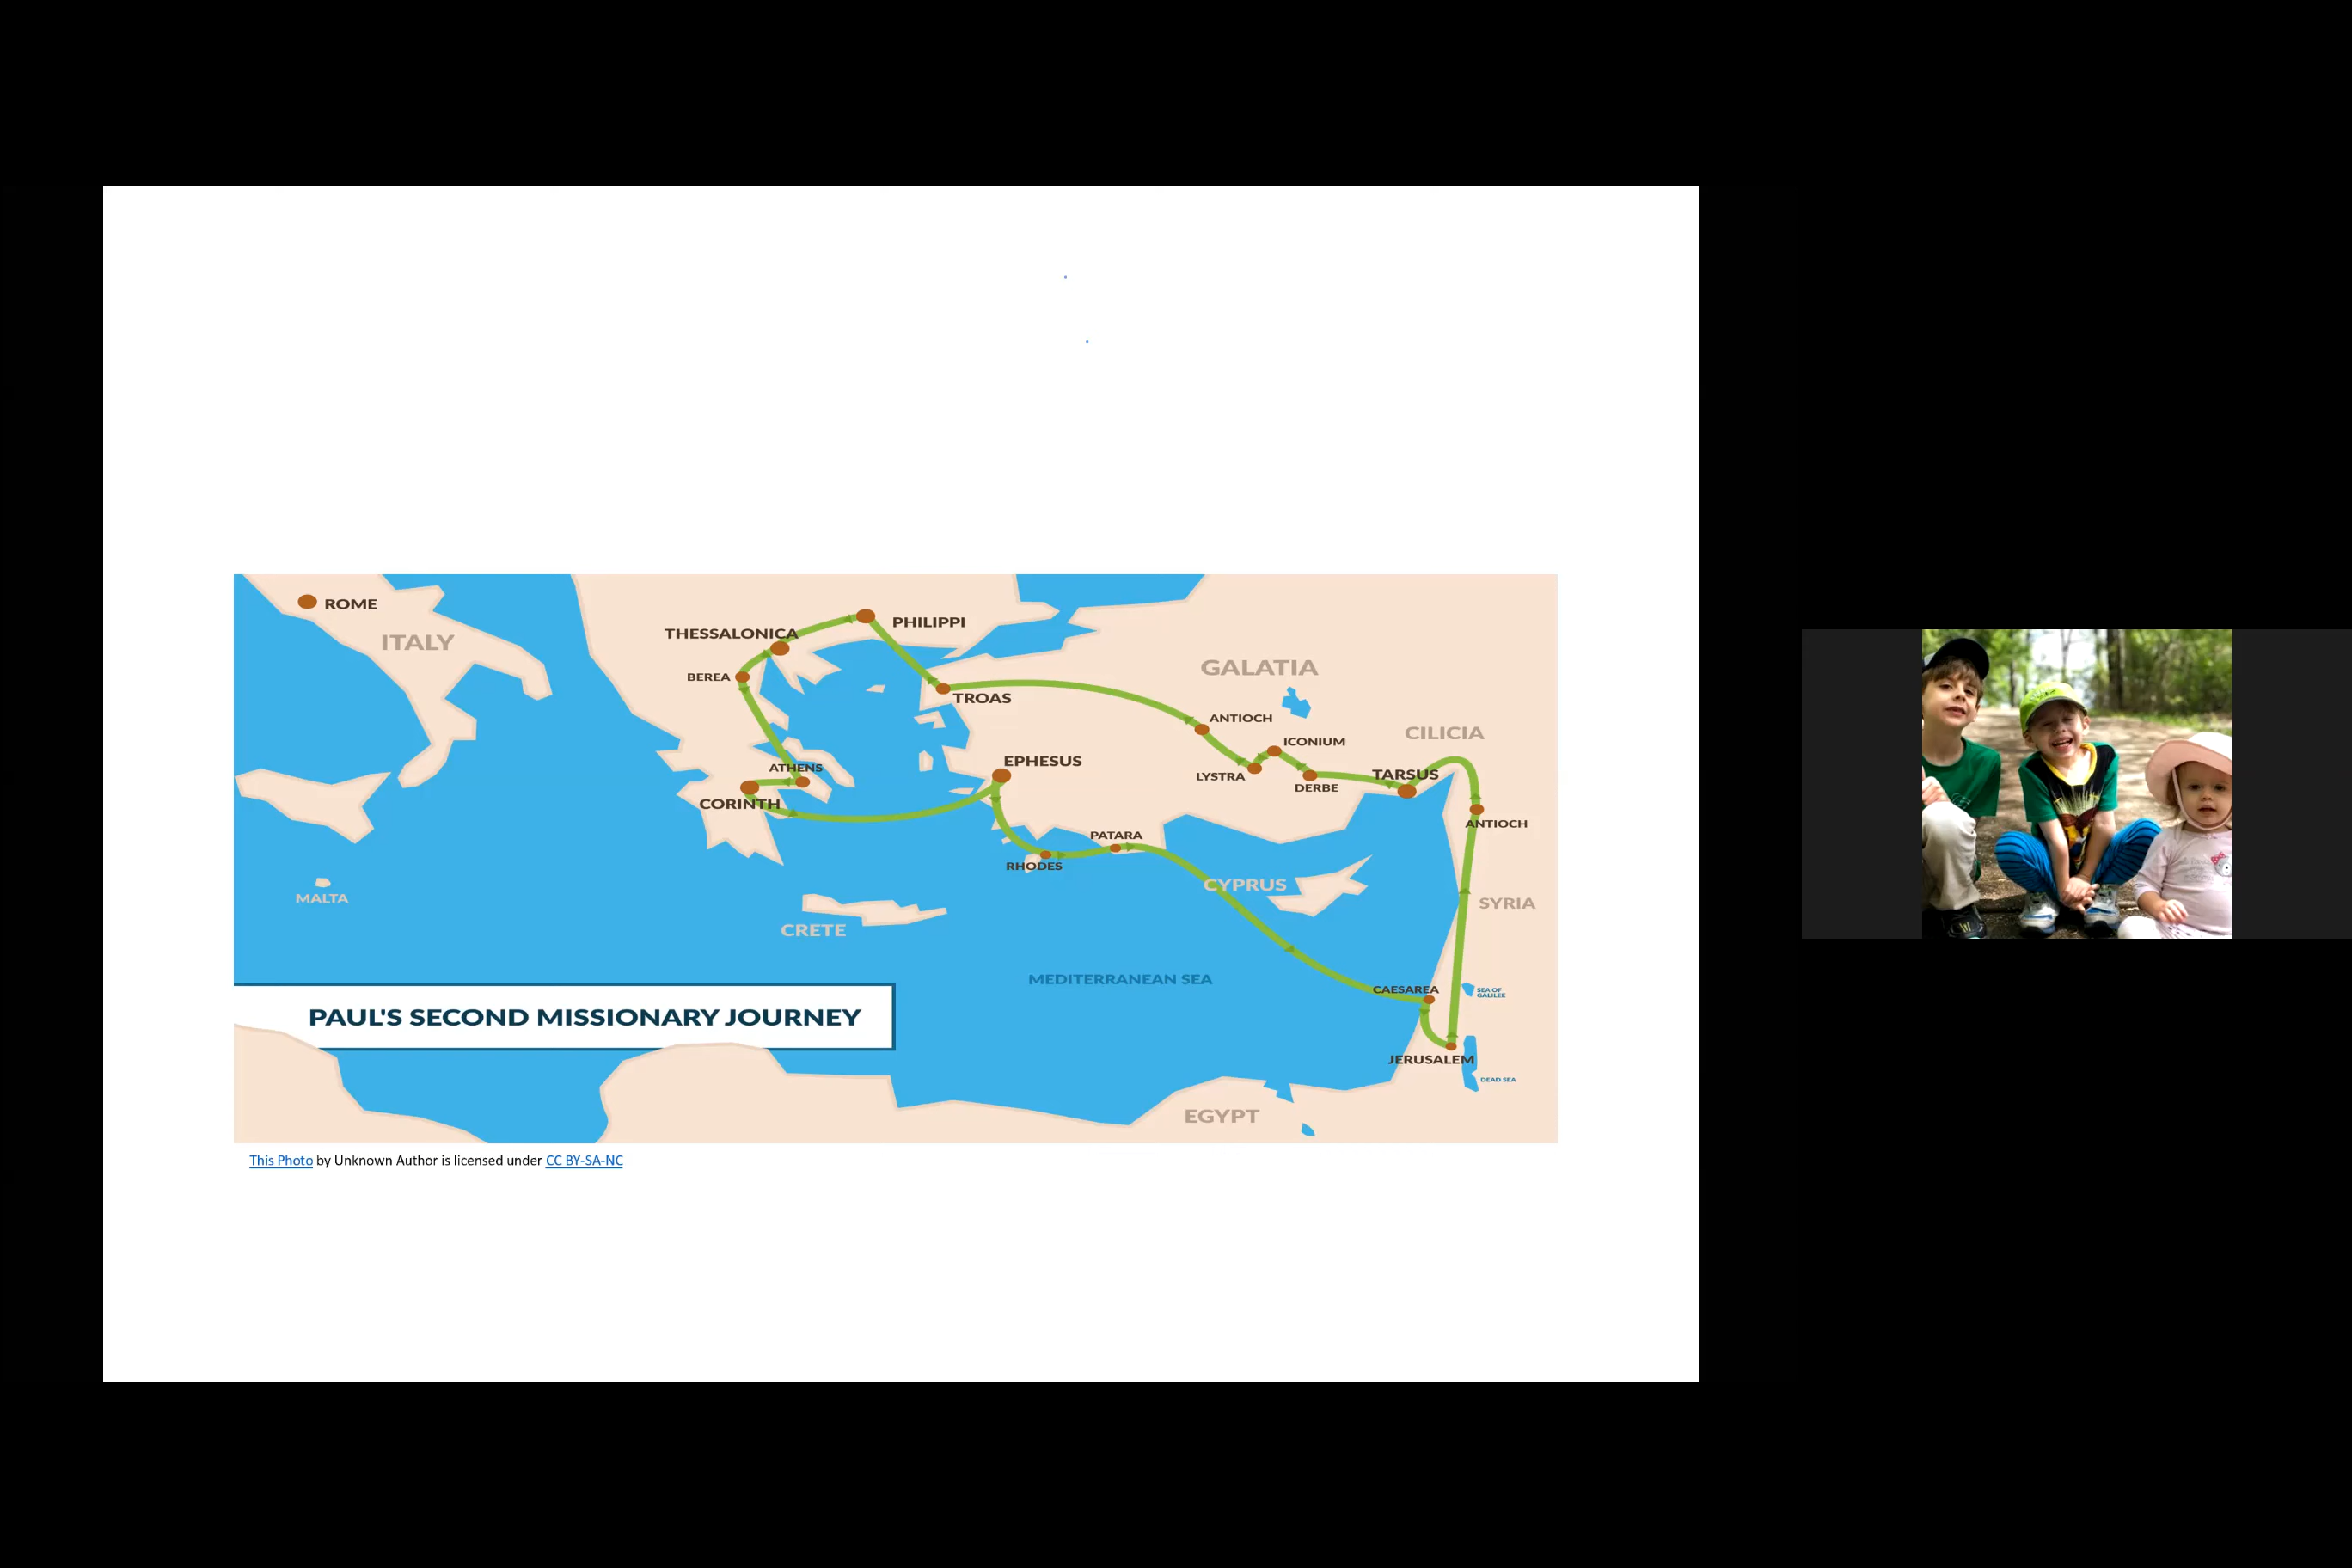 ROME
ITALY
PHILIPPI
THESSALONICA
BEREA
TROAS
GALATIA
ANTIOCH
ICONIUM
CILICIA
EPHESUS
ATHENS
LYSTRA
TARSUS
DERBE
CORINTH
ANTIOCH
PATARA
RHODES
CYPRUS
MALTA
SYRIA
CRETE
MEDITERRANEAN SEA
CAESAREA
SEA OF
GALILEE
PAUL'S SECOND MISSIONARY JOURNEY
JERUSALEM
DEAD SEA
EGYPT
This Photo by Unknown Author is licensed under CC BY-SA-NC